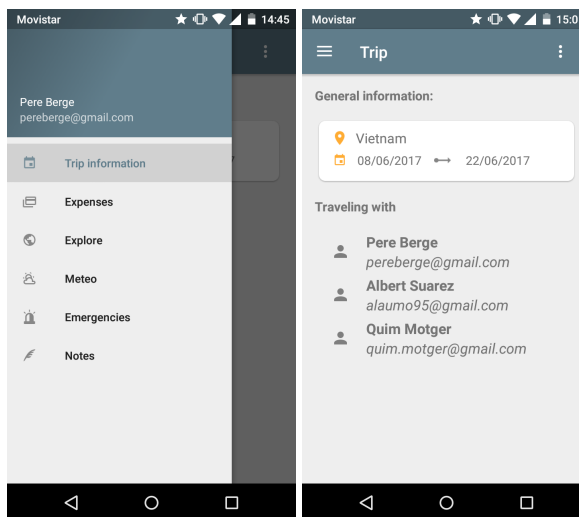 Movistar 14:45
Pere Berge
pereberge@gmail.com
Trip information
Expenses
Explore
Meteo
Emergencies
Notes
Movistar 15:0
Trip
General information:
Vietnam
08/06/2017 22/06/2017
Traveling with
Pere Berge
pereberge@gmail.com
Albert Suarez
alaumo95@gmail.com
Quim Motger
quim.motger@gmail.com